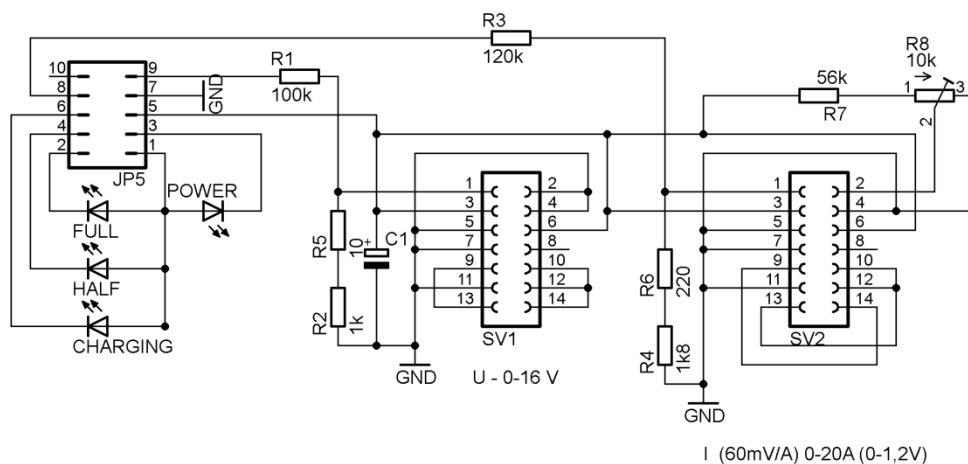 R3
120k
R8
10k
1
3
2
56k
R7
R1
100k
GND
10
9
8
7
6
5
4
3
2
1
JP5
POWER
FULL
HALF
CHARGING
R5
R2
1k
10
+
C1
GND
1
2
3
4
5
6
7
8
9
10
11
12
13
14
SV1
U - 0-16 V
R6
220
R4
1k8
GND
1
2
3
4
5
6
7
8
9
10
11
12
13
14
SV2
I (60mV/A) 0-20A (0-1,2V)